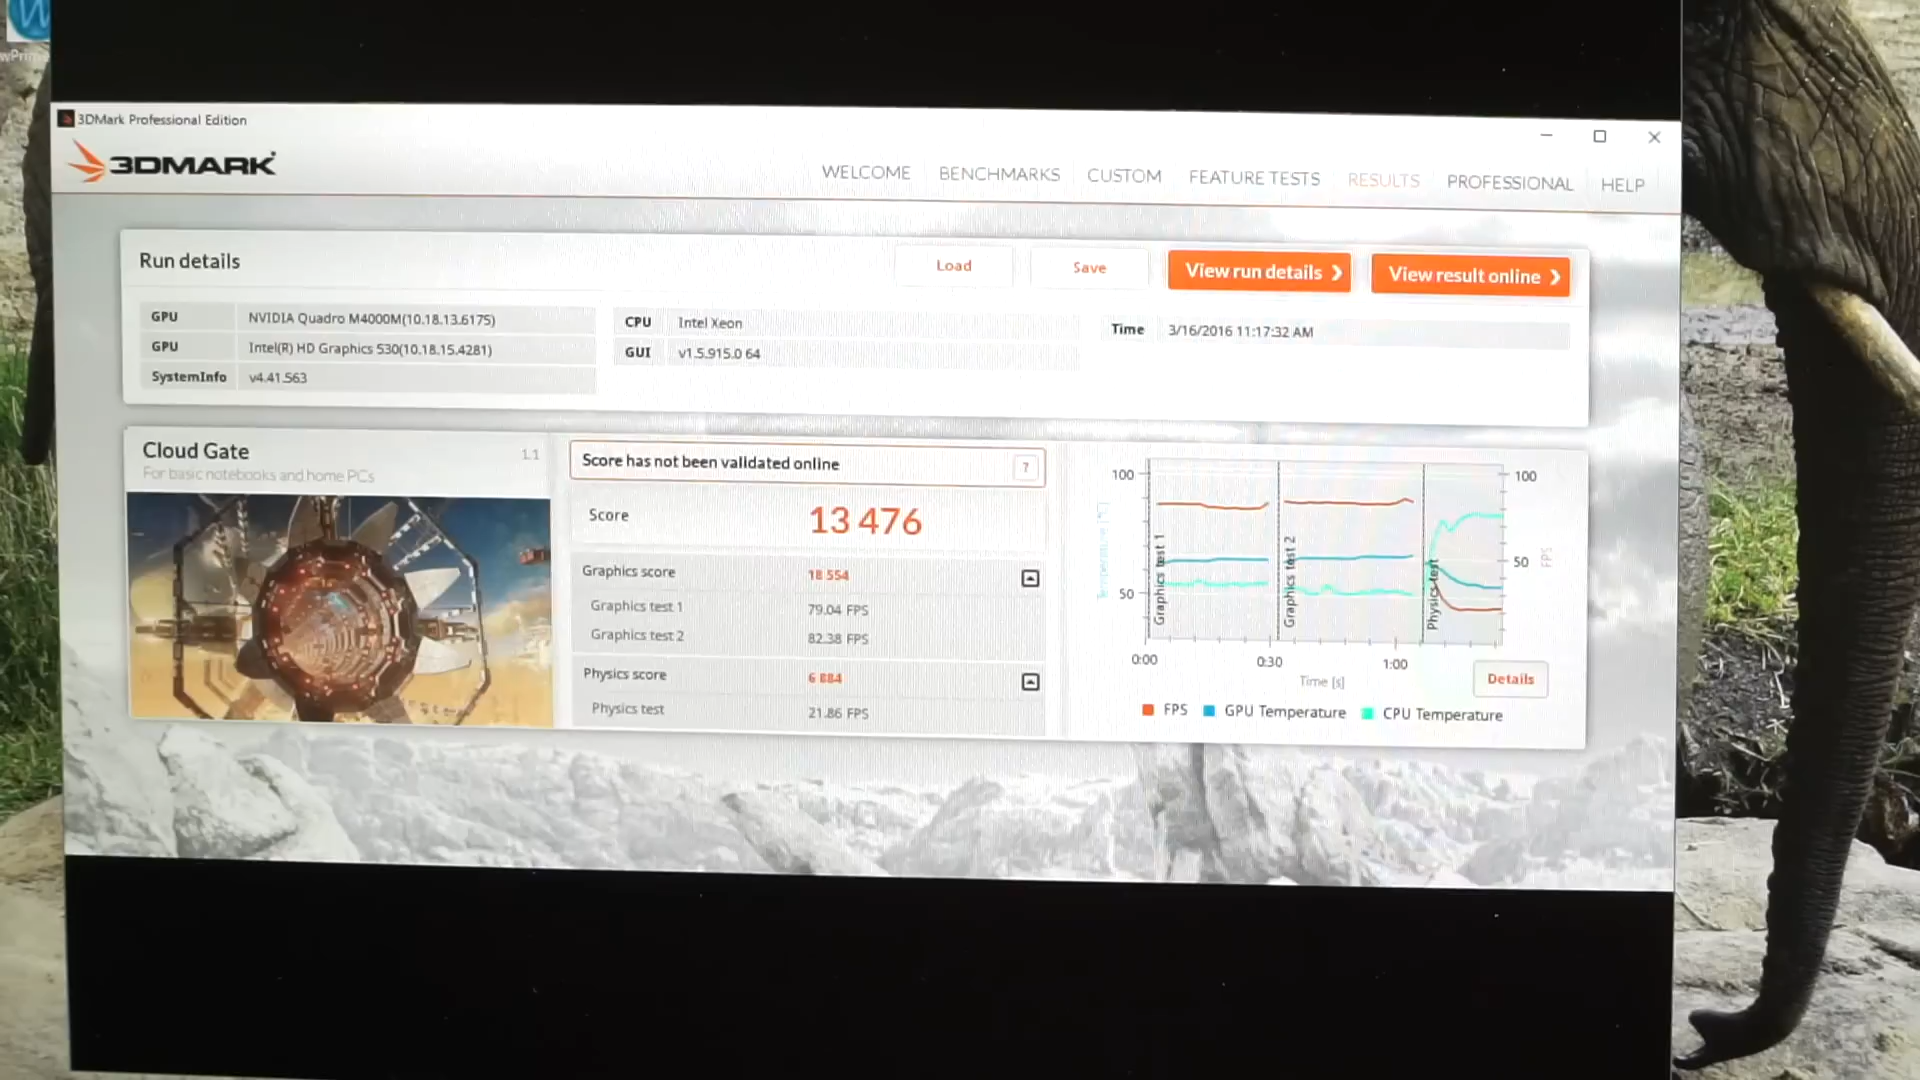 3DMark Professional Edition
3DMARK
WELCOME BENCHMARKS CUSTOM FEATURE TESTS RESULTS PROFESSIONAL HELP
Run details
Load Save View run details View result online
GPU NVIDIA Quadro M4000M(10.18.13.6175)
GPU Intel(R) HD Graphics 530(10.18.15.4281)
SystemInfo v4.41.563
CPU Intel Xeon
GUI v1.5.915.0 64
Time 3/16/2016 11:17:32 AM
Cloud Gate 1.1
For basic notebooks and home PCs
Score has not been validated online ?
Score 13 476
Graphics score 18 554
Graphics test 1 79.04 FPS
Graphics test 2 82.38 FPS
Physics score 6 884
Physics test 21.86 FPS
100
50
Temperature [°C]
Graphics test 1
Graphics test 2
Physics test
100
50
FPS
0:00 0:30 1:00
Time [s]
Details
FPS GPU Temperature CPU Temperature